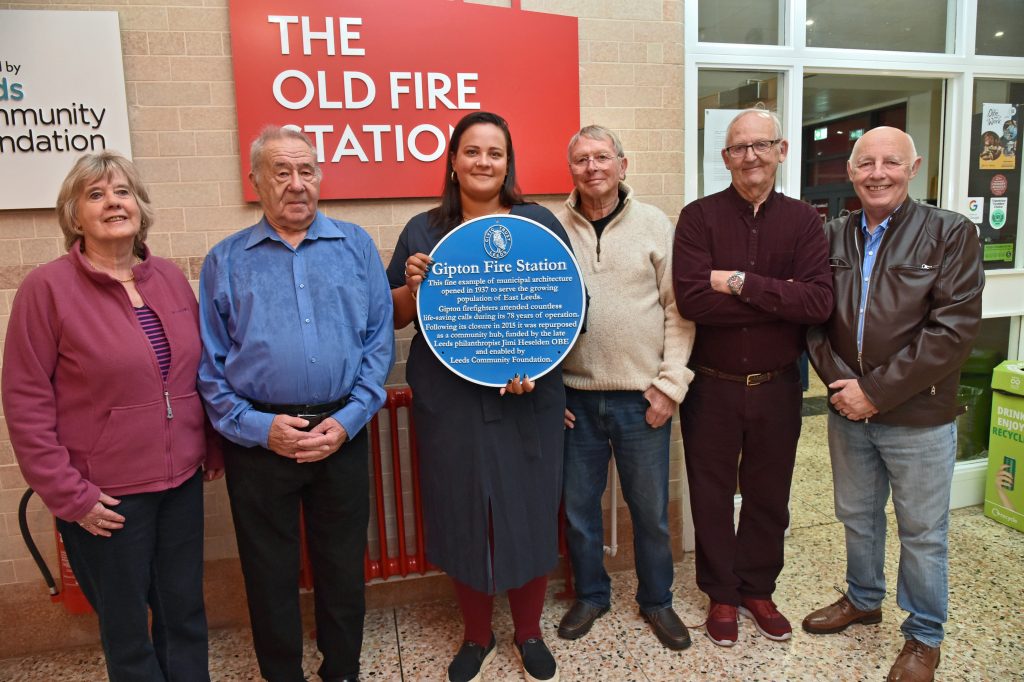 d by
ds
mmunity
ndation
THE
OLD FIRE
STATION
LEEDS
Gipton Fire Station
This fine example of municipal architecture
opened in 1937 to serve the growing
population of East Leeds.
Gipton firefighters attended countless
life-saving calls during its 78 years of operation.
Following its closure in 2015 it was repurposed
as a community hub, funded by the late
Leeds philanthropist Jimi Heselden OBE
and enabled by
Leeds Community Foundation.
DRINK
ENJOY
RECYCL